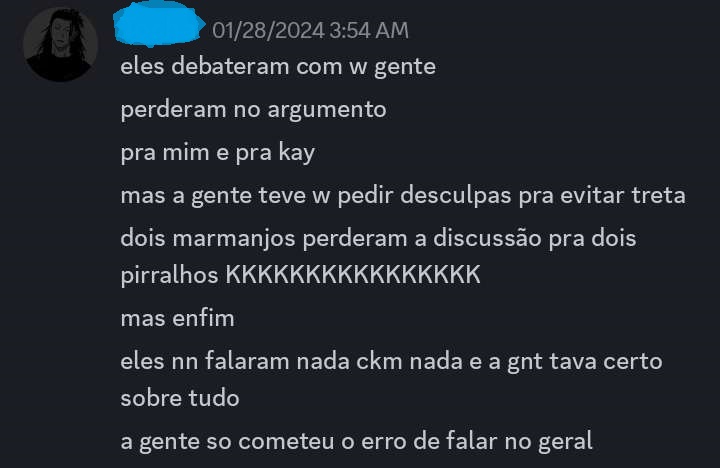 01/28/2024 3:54 AM
eles debateram com w gente
perderam no argumento
pra mim e pra kay
mas a gente teve w pedir desculpas pra evitar treta
dois marmanjos perderam a discussão pra dois
pirralhos KKKKKKKKKKKKKKKK
mas enfim
eles nn falaram nada ckm nada e a gnt tava certo
sobre tudo
a gente so cometeu o erro de falar no geral